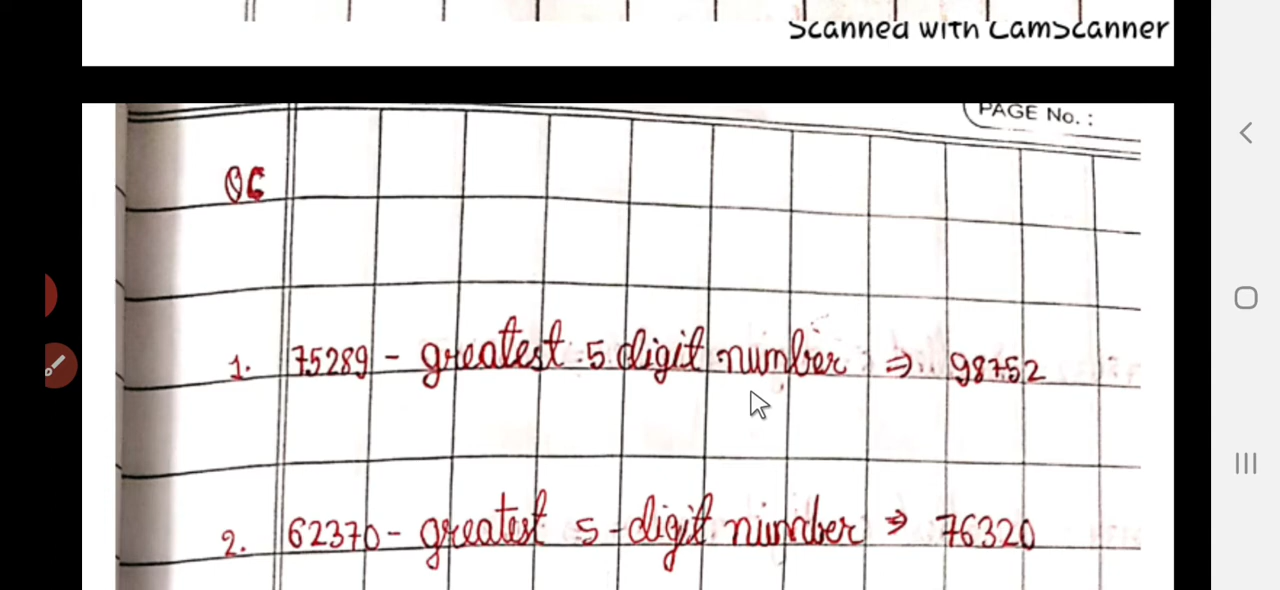 Scanned with CamScanner
PAGE No. :
Q6
1. 75289 - greatest 5 digit number ⇒ 98752
2. 62370 - greatest 5-digit number ⇒ 76320